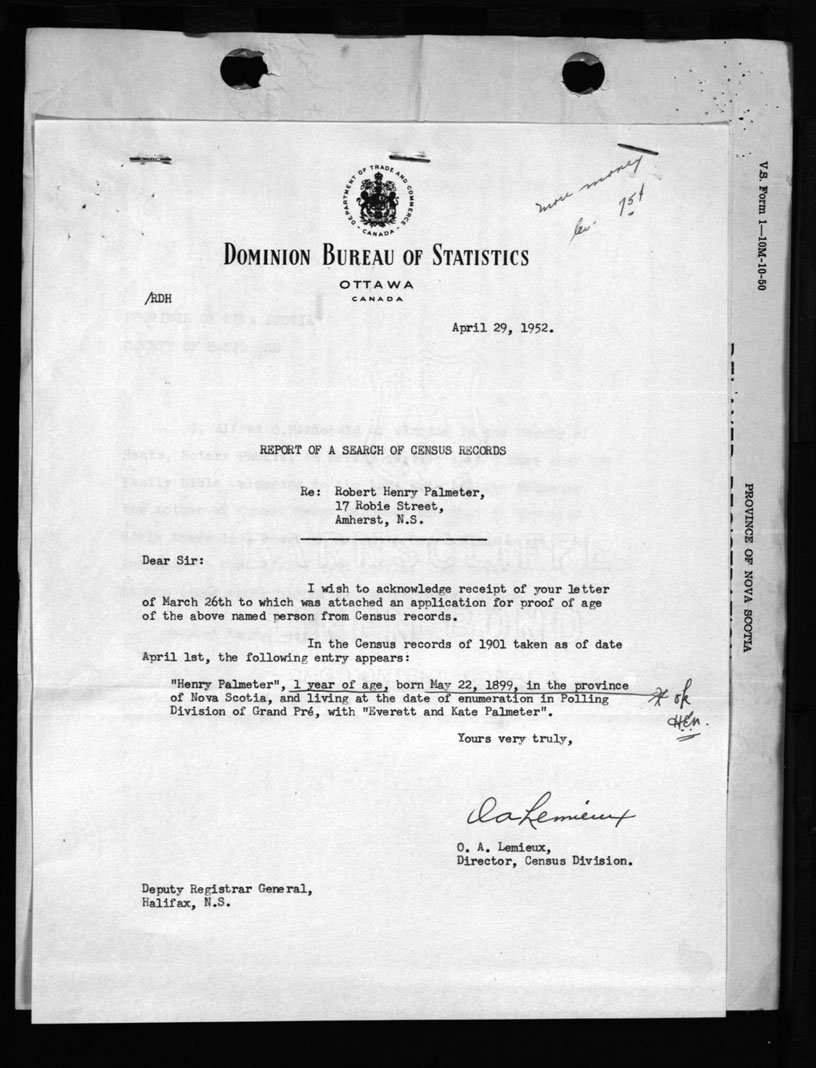 more money
75¢
DEPARTMENT OF TRADE AND COMMERCE
- CANADA -
DOMINION BUREAU OF STATISTICS
OTTAWA
CANADA
/RDH
April 29, 1952.
REPORT OF A SEARCH OF CENSUS RECORDS
Re: Robert Henry Palmeter,
17 Robie Street,
Amherst, N.S.
Dear Sir:
I wish to acknowledge receipt of your letter
of March 26th to which was attached an application for proof of age
of the above named person from Census records.
In the Census records of 1901 taken as of date
April 1st, the following entry appears:
"Henry Palmeter", 1 year of age, born May 22, 1899, in the province
of Nova Scotia, and living at the date of enumeration in Polling
Division of Grand Pré, with "Everett and Kate Palmeter".
ok
Yours very truly,
O. A. Lemieux
O. A. Lemieux,
Director, Census Division.
Deputy Registrar General,
Halifax, N.S.
V.S. Form 1—10M-10-50
PROVINCE OF NOVA SCOTIA